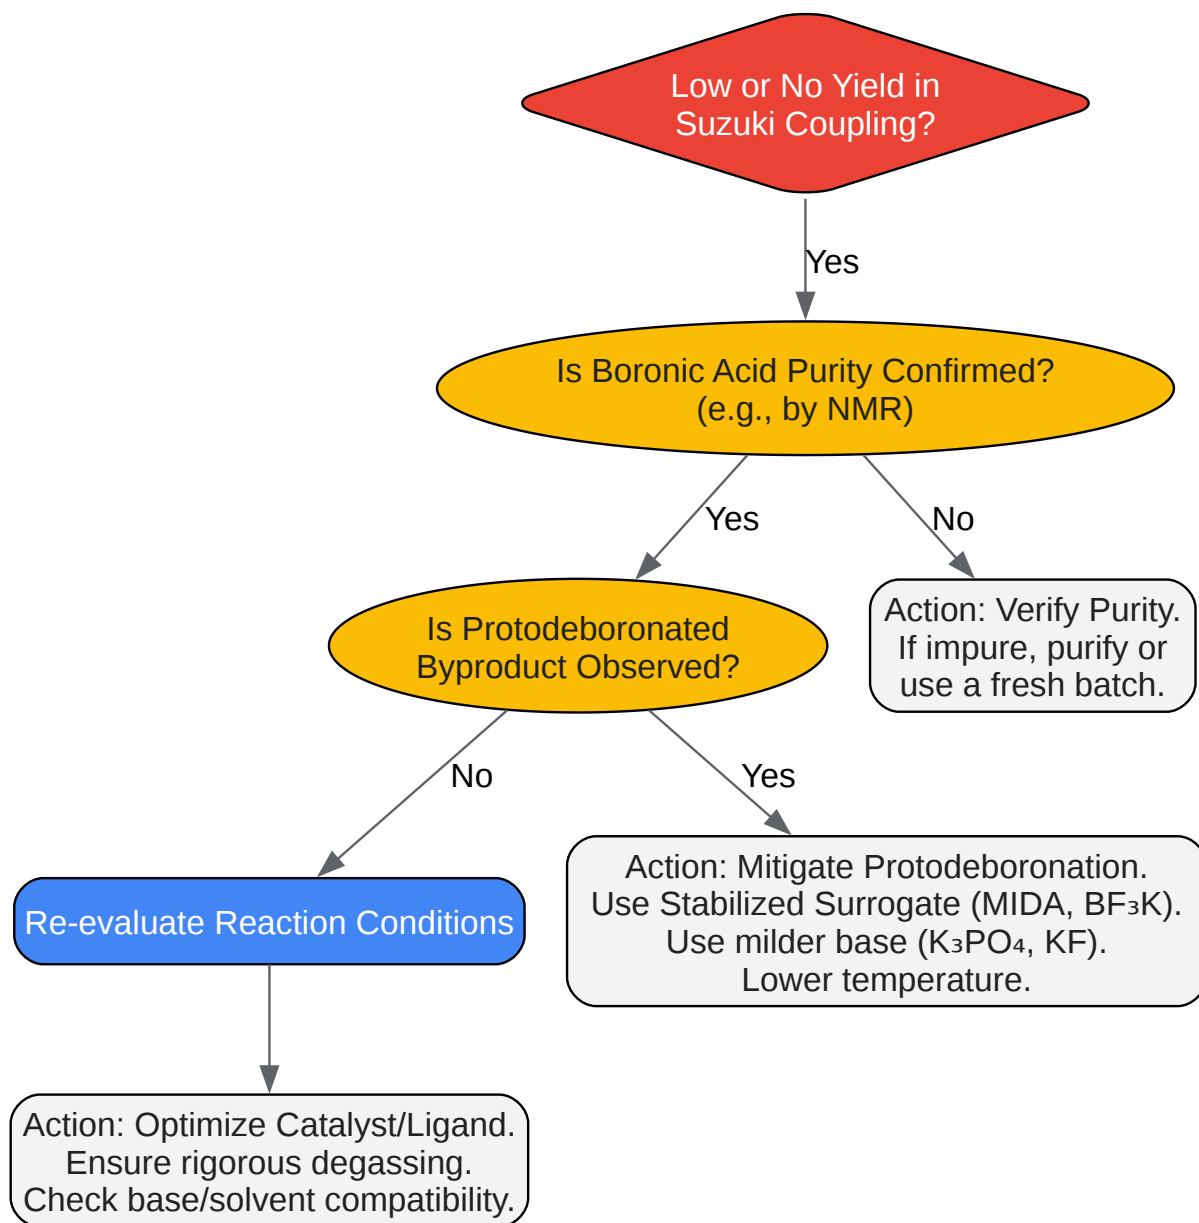 Low or No Yield in
Suzuki Coupling?
Yes
Is Boronic Acid Purity Confirmed?
(e.g., by NMR)
Yes
No
Is Protodeboronated
Byproduct Observed?
Action: Verify Purity.
If impure, purify or
use a fresh batch.
No
Yes
Re-evaluate Reaction Conditions
Action: Mitigate Protodeboronation.
Use Stabilized Surrogate (MIDA, BF₃K).
Use milder base (K₃PO₄, KF).
Lower temperature.
Action: Optimize Catalyst/Ligand.
Ensure rigorous degassing.
Check base/solvent compatibility.